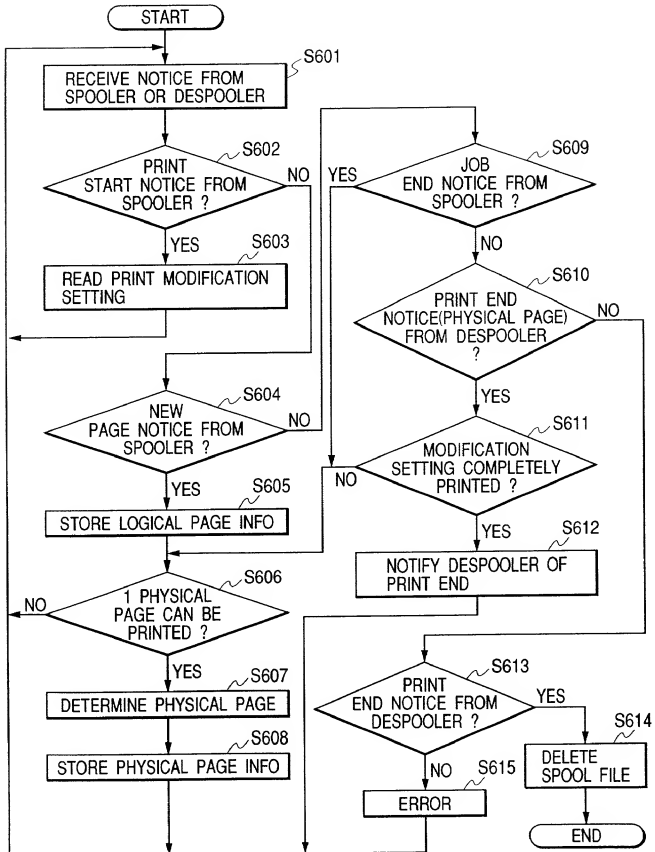 START
RECEIVE NOTICE FROM
SPOOLER OR DESPOOLER
S601
PRINT
START NOTICE FROM
SPOOLER ?
S602
NO
YES
S603
READ PRINT MODIFICATION
SETTING
NEW
PAGE NOTICE FROM
SPOOLER ?
S604
NO
YES
S605
STORE LOGICAL PAGE INFO
1 PHYSICAL
PAGE CAN BE
PRINTED ?
S606
NO
YES
S607
DETERMINE PHYSICAL PAGE
S608
STORE PHYSICAL PAGE INFO
JOB
END NOTICE FROM
SPOOLER ?
S609
YES
NO
S610
PRINT END
NOTICE(PHYSICAL PAGE)
FROM DESPOOLER
?
NO
YES
S611
MODIFICATION
SETTING COMPLETELY
PRINTED ?
NO
YES
S612
NOTIFY DESPOOLER OF
PRINT END
S613
PRINT
END NOTICE FROM
DESPOOLER ?
YES
NO
S614
DELETE
SPOOL FILE
S615
ERROR
END